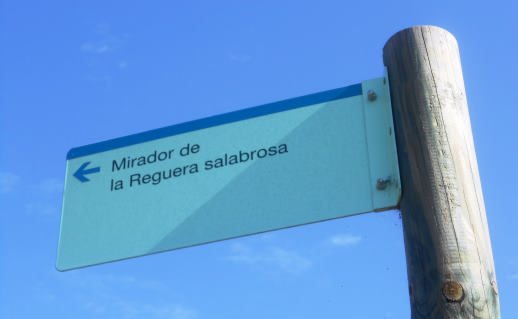 Mirador de
la Reguera salabrosa